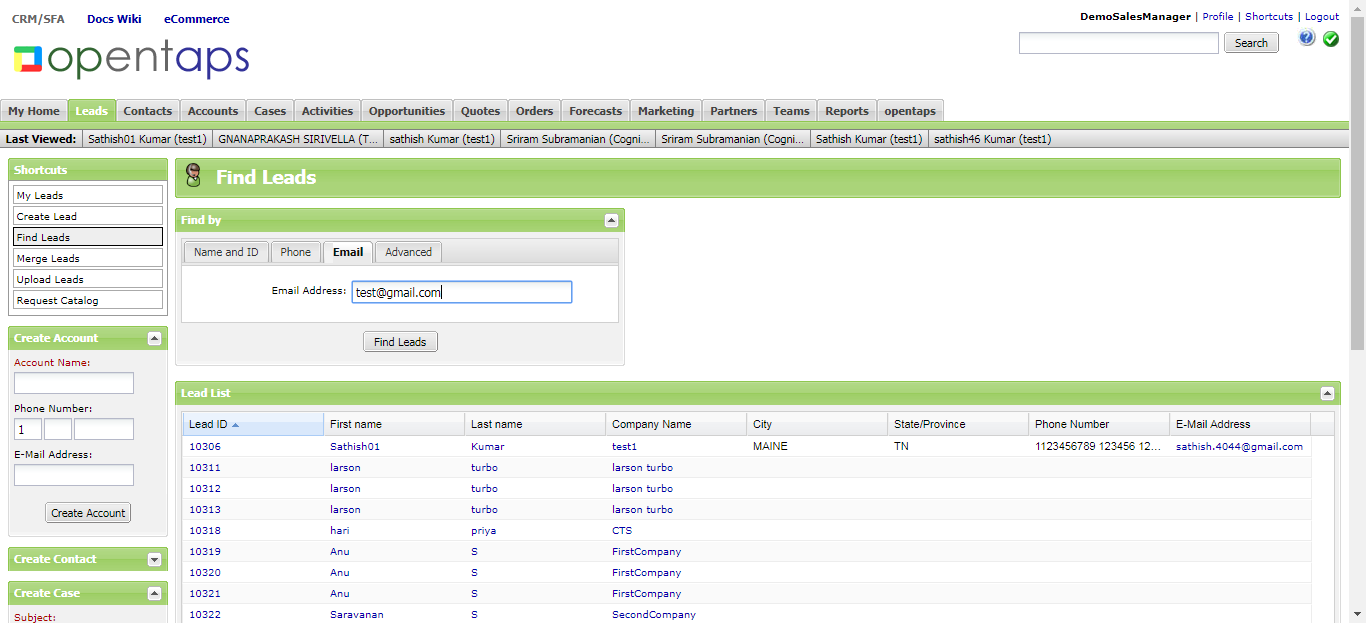 CRM/SFA Docs Wiki eCommerce
DemoSalesManager | Profile | Shortcuts | Logout
opentaps
Search
My Home Leads Contacts Accounts Cases Activities Opportunities Quotes Orders Forecasts Marketing Partners Teams Reports opentaps
Last Viewed: Sathish01 Kumar (test1) GNANAPRAKASH SIRIVELLA (T... sathish Kumar (test1) Sriram Subramanian (Cogni... Sriram Subramanian (Cogni... Sathish Kumar (test1) sathish46 Kumar (test1)
Shortcuts
My Leads
Create Lead
Find Leads
Merge Leads
Upload Leads
Request Catalog
Create Account
Account Name:
Phone Number:
1
E-Mail Address:
Create Account
Create Contact
Create Case
Subject:
Find Leads
Find by
Name and ID Phone Email Advanced
Email Address: test@gmail.com
Find Leads
Lead List
Lead ID First name Last name Company Name City State/Province Phone Number E-Mail Address
10306 Sathish01 Kumar test1 MAINE TN 1123456789 123456 12... sathish.4044@gmail.com
10311 larson turbo larson turbo
10312 larson turbo larson turbo
10313 larson turbo larson turbo
10318 hari priya CTS
10319 Anu S FirstCompany
10320 Anu S FirstCompany
10321 Anu S FirstCompany
10322 Saravanan S SecondCompany